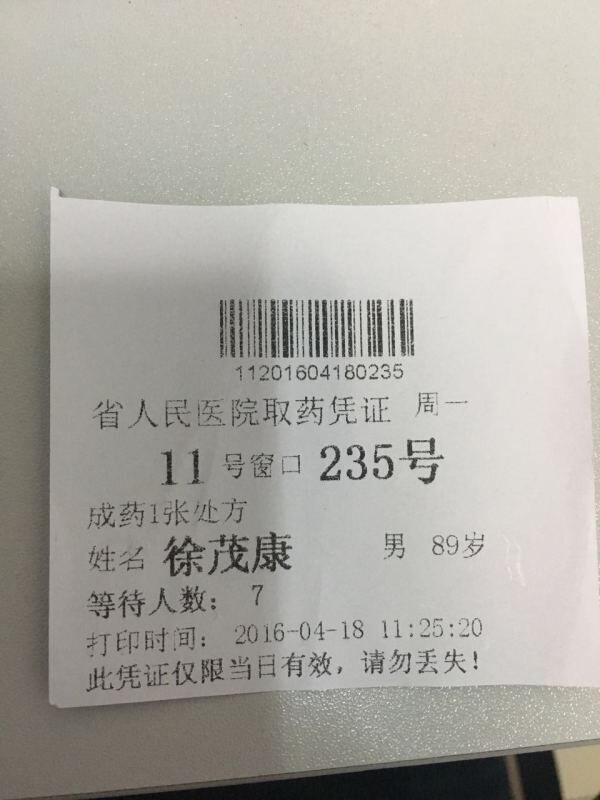 11201604180235
省人民医院取药凭证 周一
11号窗口 235号
成药1张处方
姓名 徐茂康 男 89岁
等待人数: 7
打印时间: 2016-04-18 11:25:20
此凭证仅限当日有效，请勿丢失!